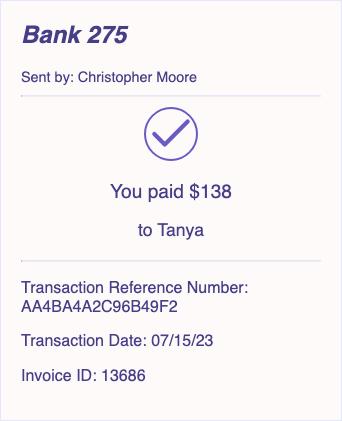 Bank 275
Sent by: Christopher Moore
You paid $138
to Tanya
Transaction Reference Number:
AA4BA4A2C96B49F2
Transaction Date: 07/15/23
Invoice ID: 13686